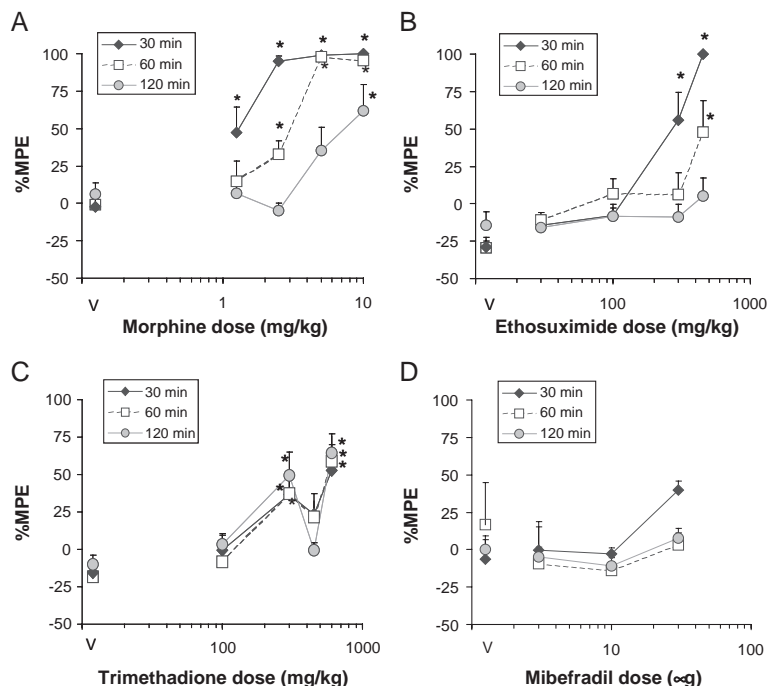 A
30 min
60 min
120 min
%MPE
100
75
50
25
0
-25
-50
* * * *
* * *
* *
V
1
10
Morphine dose (mg/kg)
B
30 min
60 min
120 min
%MPE
100
75
50
25
0
-25
-50
*
*
*
V
100
1000
Ethosuximide dose (mg/kg)
C
30 min
60 min
120 min
%MPE
100
75
50
25
0
-25
-50
*
* *
*
*
*
V
100
1000
Trimethadione dose (mg/kg)
D
30 min
60 min
120 min
%MPE
100
75
50
25
0
-25
-50
V
10
100
Mibefradil dose (∝g)